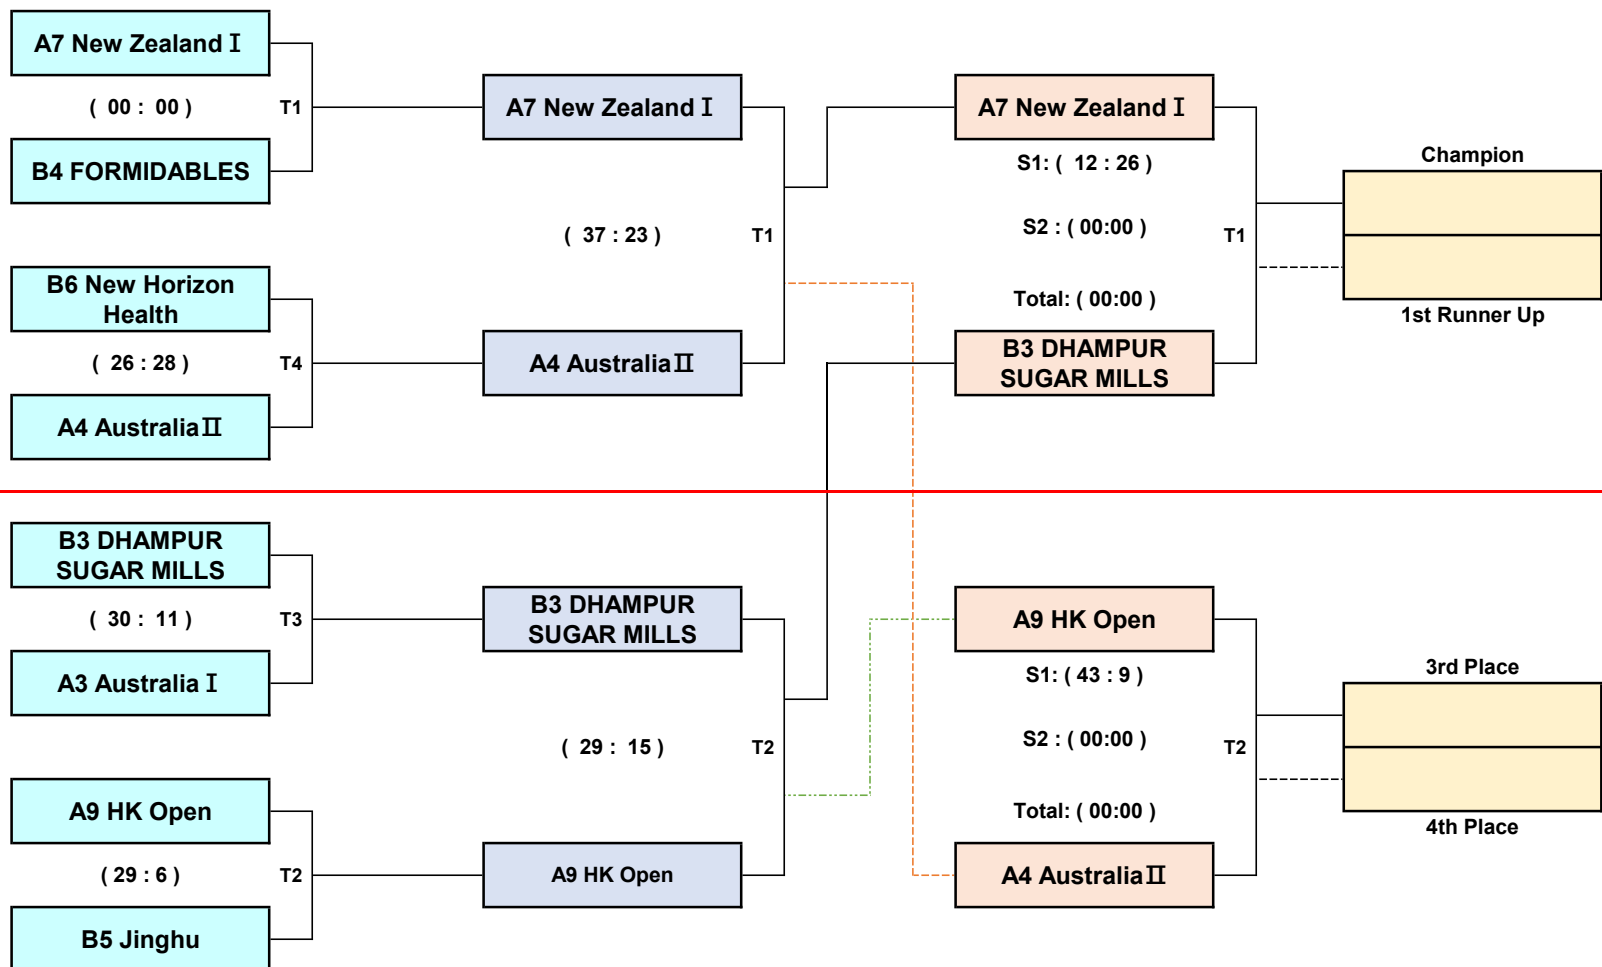 A7 New Zealand Ⅰ
( 00 : 00 )
T1
B4 FORMIDABLES
B6 New Horizon
Health
( 26 : 28 )
T4
A4 Australia Ⅱ
B3 DHAMPUR
SUGAR MILLS
( 30 : 11 )
T3
A3 Australia Ⅰ
A9 HK Open
( 29 : 6 )
T2
B5 Jinghu
A7 New Zealand Ⅰ
( 37 : 23 )
T1
A4 Australia Ⅱ
B3 DHAMPUR
SUGAR MILLS
( 29 : 15 )
T2
A9 HK Open
A7 New Zealand Ⅰ
S1: ( 12 : 26 )
S2 : ( 00:00 )
T1
Total: ( 00:00 )
B3 DHAMPUR
SUGAR MILLS
A9 HK Open
S1: ( 43 : 9 )
S2 : ( 00:00 )
T2
Total: ( 00:00 )
A4 Australia Ⅱ
Champion
1st Runner Up
3rd Place
4th Place